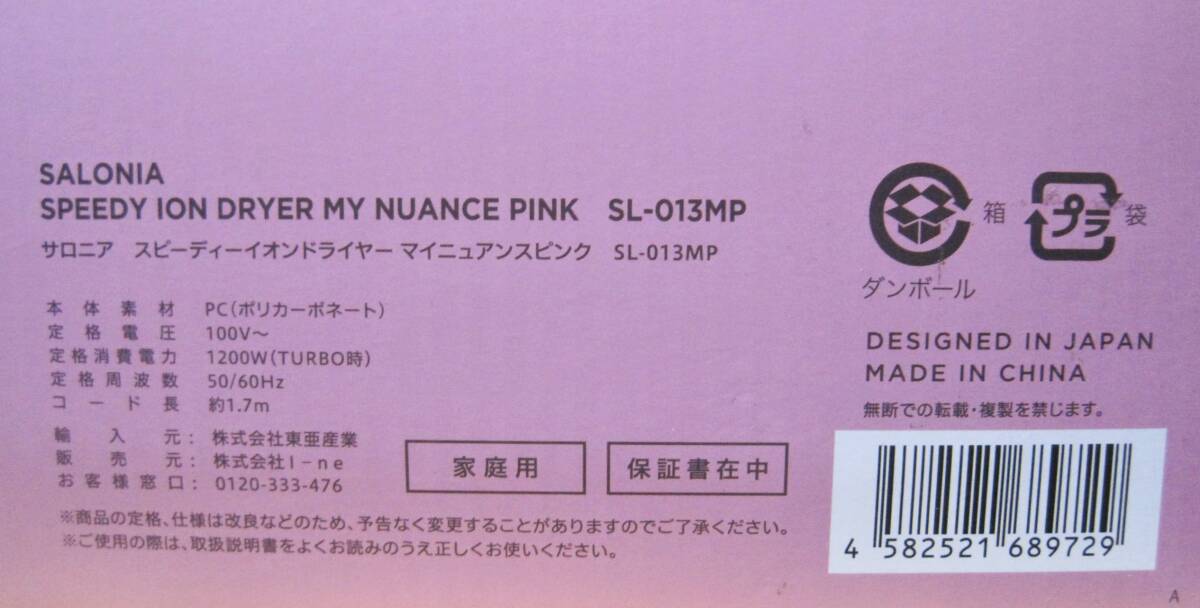 SALONIA
SPEEDY ION DRYER MY NUANCE PINK SL-013MP
サロニア スピーディーイオンドライヤー マイニュアンスピンク SL-013MP
本体素材 PC(ポリカーボネート)
定格電圧 100V～
定格消費電力 1200W(TURBO時)
定格周波数 50/60Hz
コード長 約1.7m
輸入元: 株式会社東亜産業
販売元: 株式会社I-ne
お客様窓口: 0120-333-476
家庭用
保証書在中
※商品の定格、仕様は改良などのため、予告なく変更することがありますのでご了承ください。
※ご使用の際は、取扱説明書をよくお読みのうえ正しくお使いください。
箱
プラ 袋
ダンボール
DESIGNED IN JAPAN
MADE IN CHINA
無断での転載・複製を禁じます。
4 582521 689729
A